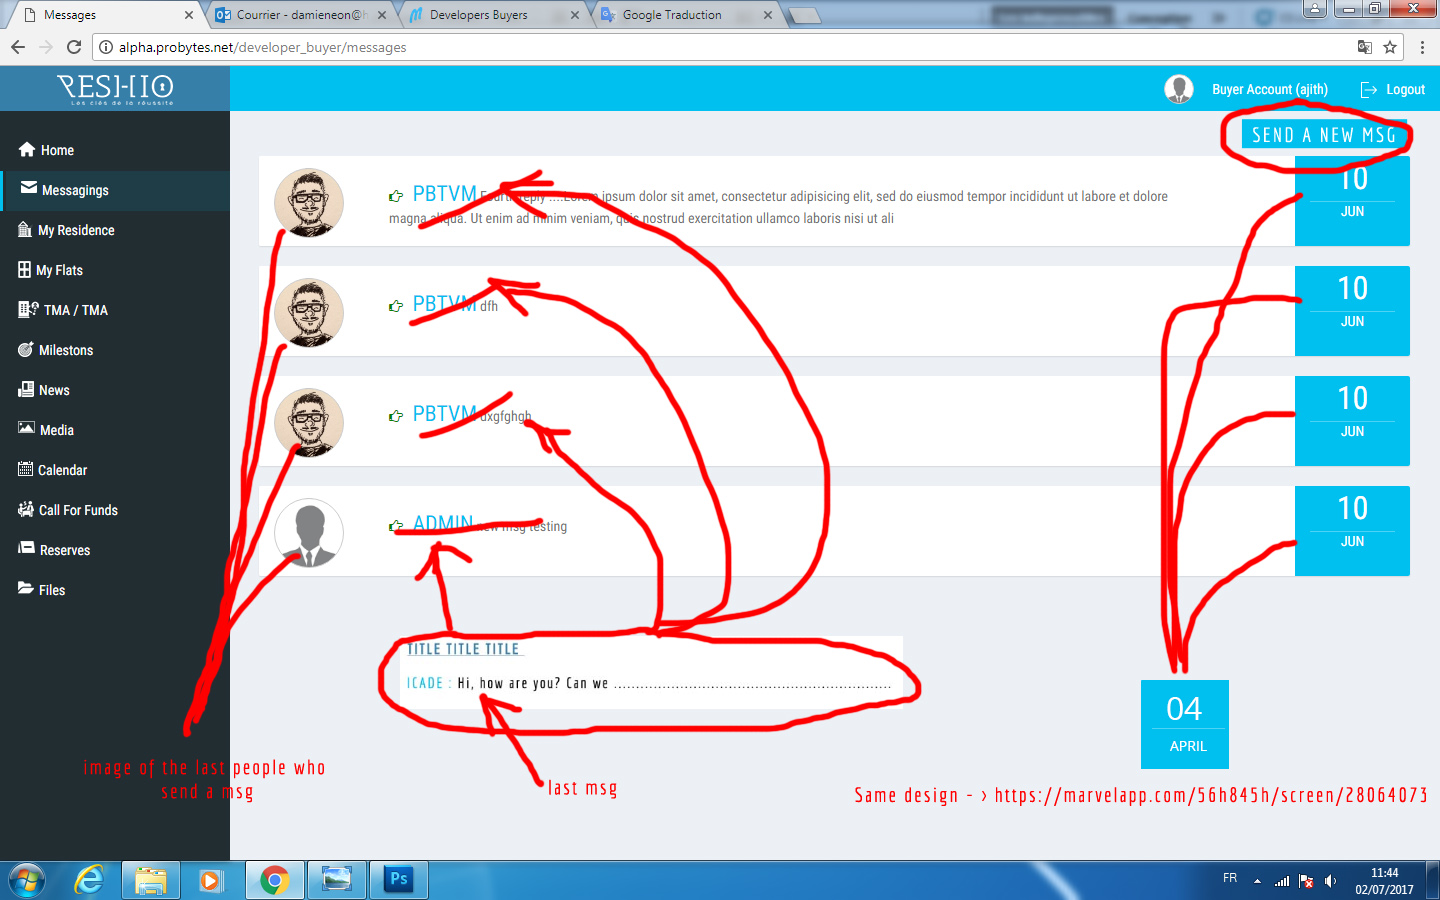 Messages
Courrier - damieneon@h
Developers Buyers
Google Traduction
alpha.probytes.net/developer_buyer/messages
RESHIO
Les clés de la réussite
Buyer Account (ajith)
Logout
SEND A NEW MSG
Home
Messagings
My Residence
My Flats
TMA / TMA
Milestons
News
Media
Calendar
Call For Funds
Reserves
Files
PBTVM Fourth reply ....Lorem ipsum dolor sit amet, consectetur adipisicing elit, sed do eiusmod tempor incididunt ut labore et dolore
magna aliqua. Ut enim ad minim veniam, quis nostrud exercitation ullamco laboris nisi ut ali
10
JUN
PBTVM dfh
10
JUN
PBTVM dxgfghgh
10
JUN
ADMIN new msg testing
10
JUN
TITLE TITLE TITLE
ICADE : Hi, how are you? Can we ..............................................................
04
APRIL
image of the last people who
send a msg
last msg
Same design - > https://marvelapp.com/56h845h/screen/28064073
Ps
FR
11:44
02/07/2017